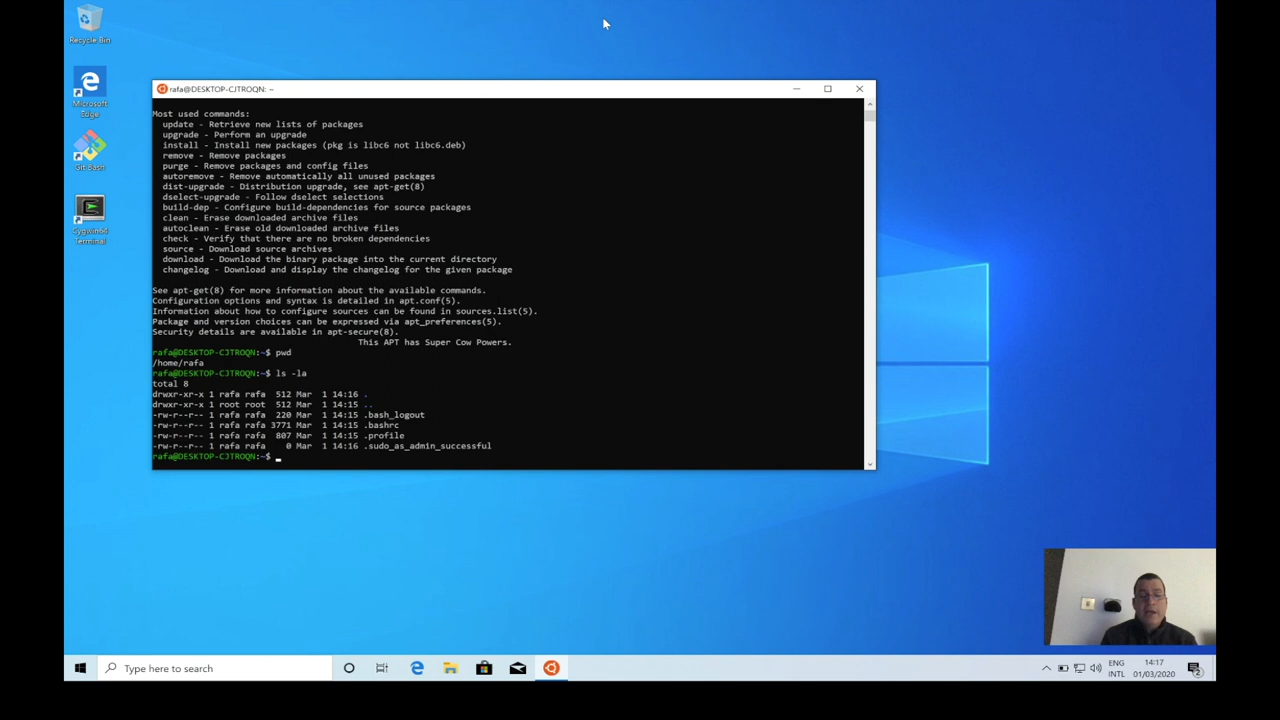 Recycle Bin
Microsoft
Edge
Git Bash
Cygwin64
Terminal
rafa@DESKTOP-CJTROQN: ~
Most used commands:
update - Retrieve new lists of packages
upgrade - Perform an upgrade
install - Install new packages (pkg is libc6 not libc6.deb)
remove - Remove packages
purge - Remove packages and config files
autoremove - Remove automatically all unused packages
dist-upgrade - Distribution upgrade, see apt-get(8)
dselect-upgrade - Follow dselect selections
build-dep - Configure build-dependencies for source packages
clean - Erase downloaded archive files
autoclean - Erase old downloaded archive files
check - Verify that there are no broken dependencies
source - Download source archives
download - Download the binary package into the current directory
changelog - Download and display the changelog for the given package
See apt-get(8) for more information about the available commands.
Configuration options and syntax is detailed in apt.conf(5).
Information about how to configure sources can be found in sources.list(5).
Package and version choices can be expressed via apt_preferences(5).
Security details are available in apt-secure(8).
This APT has Super Cow Powers.
rafa@DESKTOP-CJTROQN:~$ pwd
/home/rafa
rafa@DESKTOP-CJTROQN:~$ ls -la
total 8
drwxr-xr-x 1 rafa rafa  512 Mar  1 14:16 .
drwxr-xr-x 1 root root  512 Mar  1 14:15 ..
-rw-r--r-- 1 rafa rafa  220 Mar  1 14:15 .bash_logout
-rw-r--r-- 1 rafa rafa 3771 Mar  1 14:15 .bashrc
-rw-r--r-- 1 rafa rafa  807 Mar  1 14:15 .profile
-rw-r--r-- 1 rafa rafa    0 Mar  1 14:16 .sudo_as_admin_successful
rafa@DESKTOP-CJTROQN:~$ _
Type here to search
ENG
INTL
14:17
01/03/2020
2